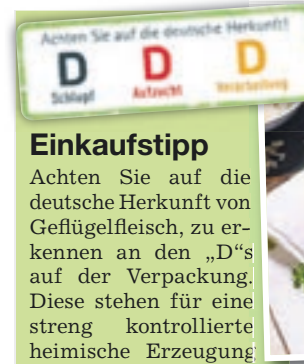 Achten Sie auf die deutsche Herkunft!
D D D
Schlupf Aufzucht Verarbeitung
Einkaufstipp
Achten Sie auf die
deutsche Herkunft von
Geflügelfleisch, zu er-
kennen an den „D“s
auf der Verpackung.
Diese stehen für eine
streng kontrollierte
heimische Erzeugung